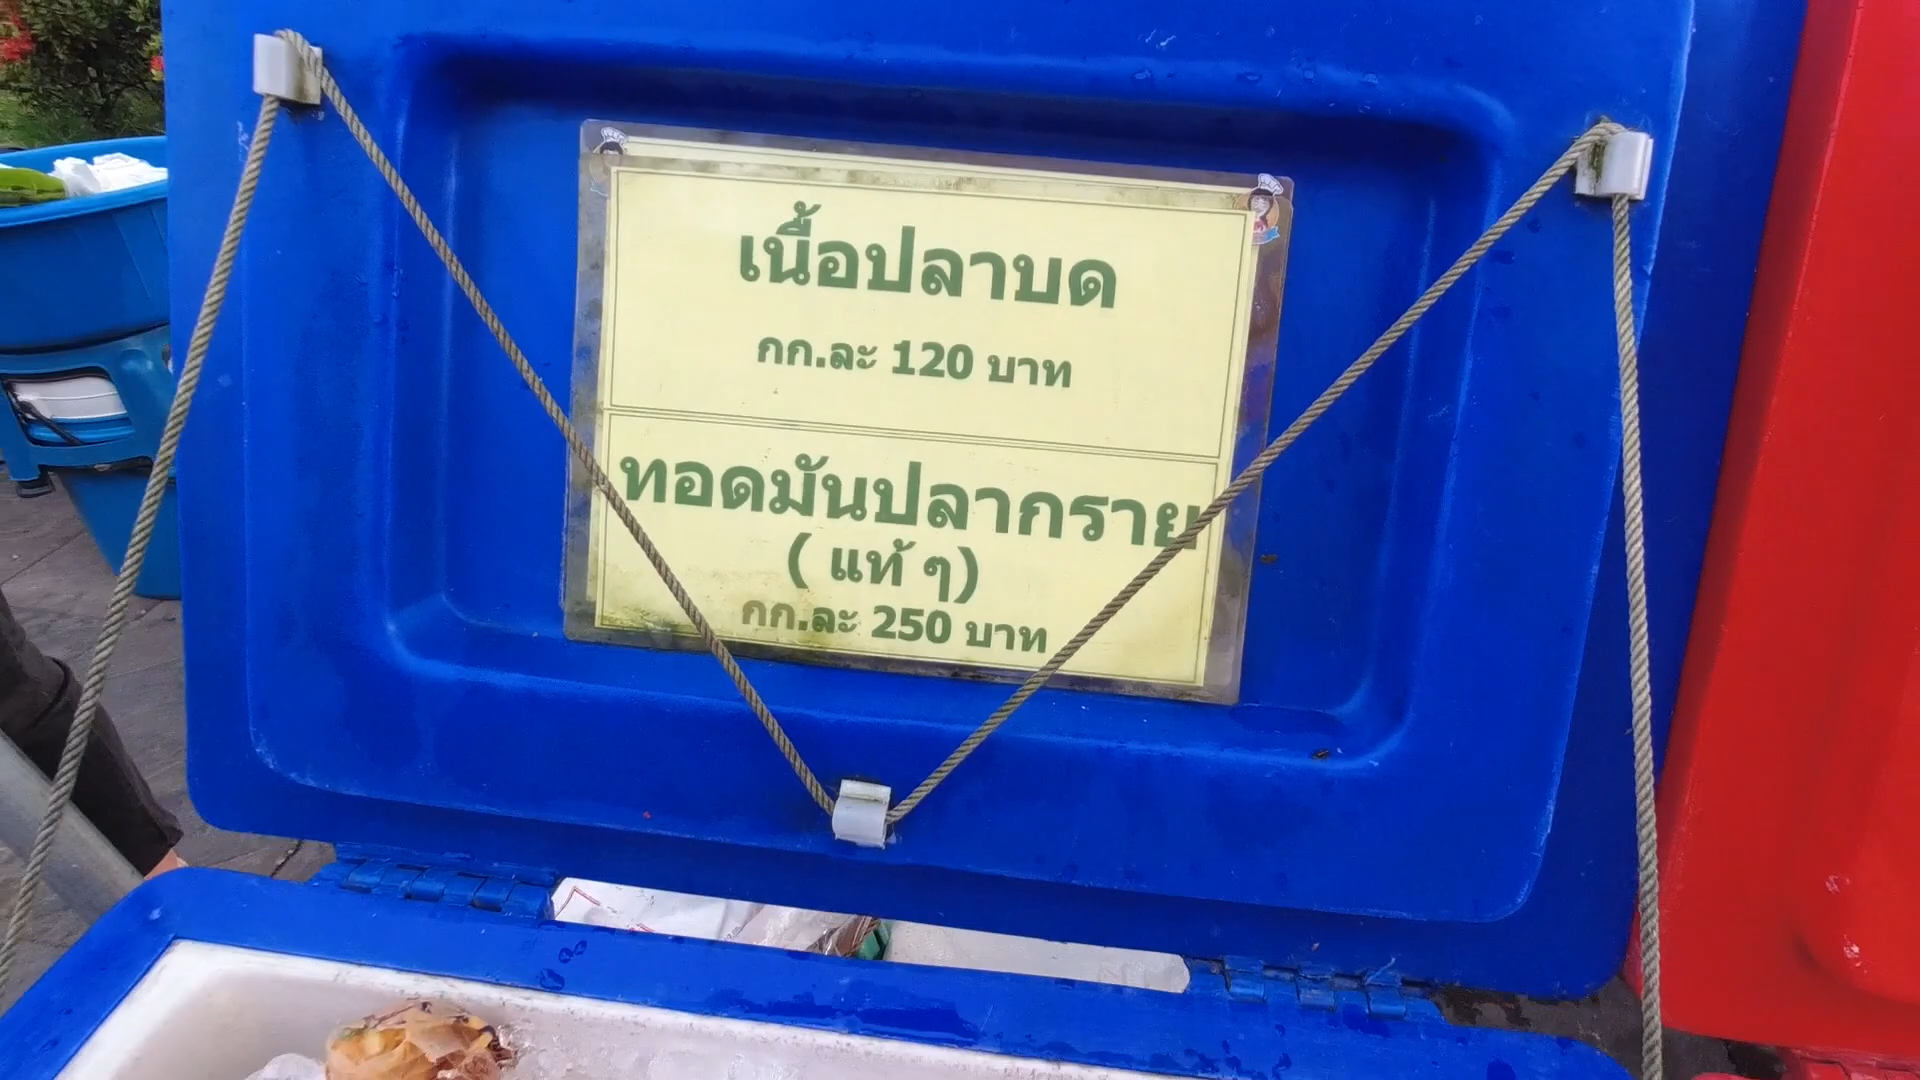 เนื้อปลาบด
กก.ละ 120 บาท
ทอดมันปลากราย
( แท้ ๆ)
กก.ละ 250 บาท